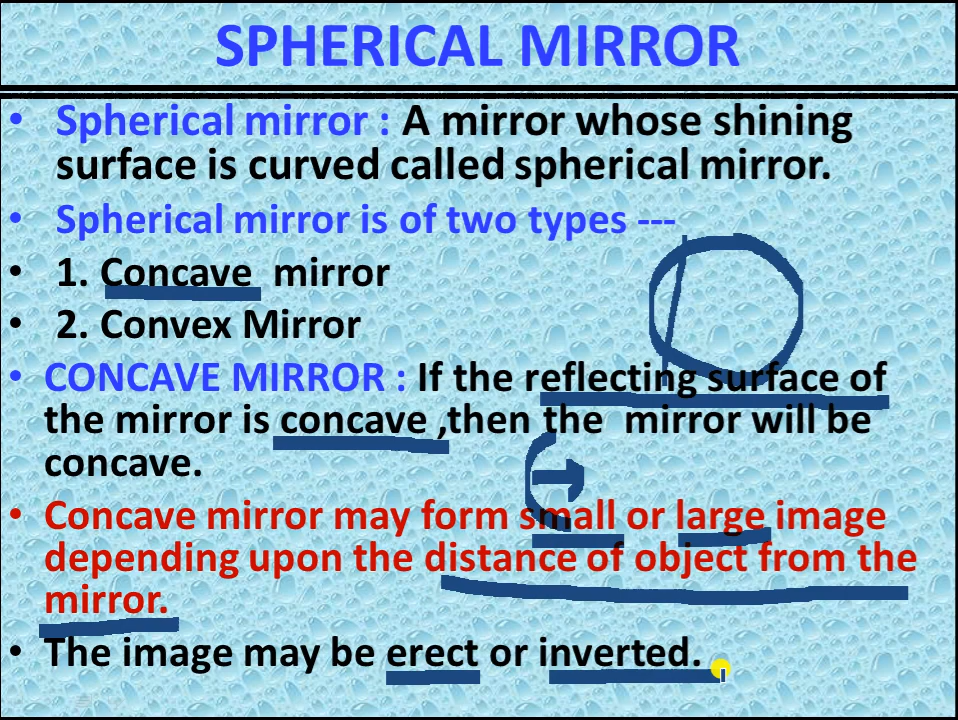 SPHERICAL MIRROR
• Spherical mirror : A mirror whose shining
surface is curved called spherical mirror.
• Spherical mirror is of two types ---
• 1. Concave mirror
• 2. Convex Mirror
• CONCAVE MIRROR : If the reflecting surface of
the mirror is concave ,then the mirror will be
concave.
• Concave mirror may form small or large image
depending upon the distance of object from the
mirror.
• The image may be erect or inverted.